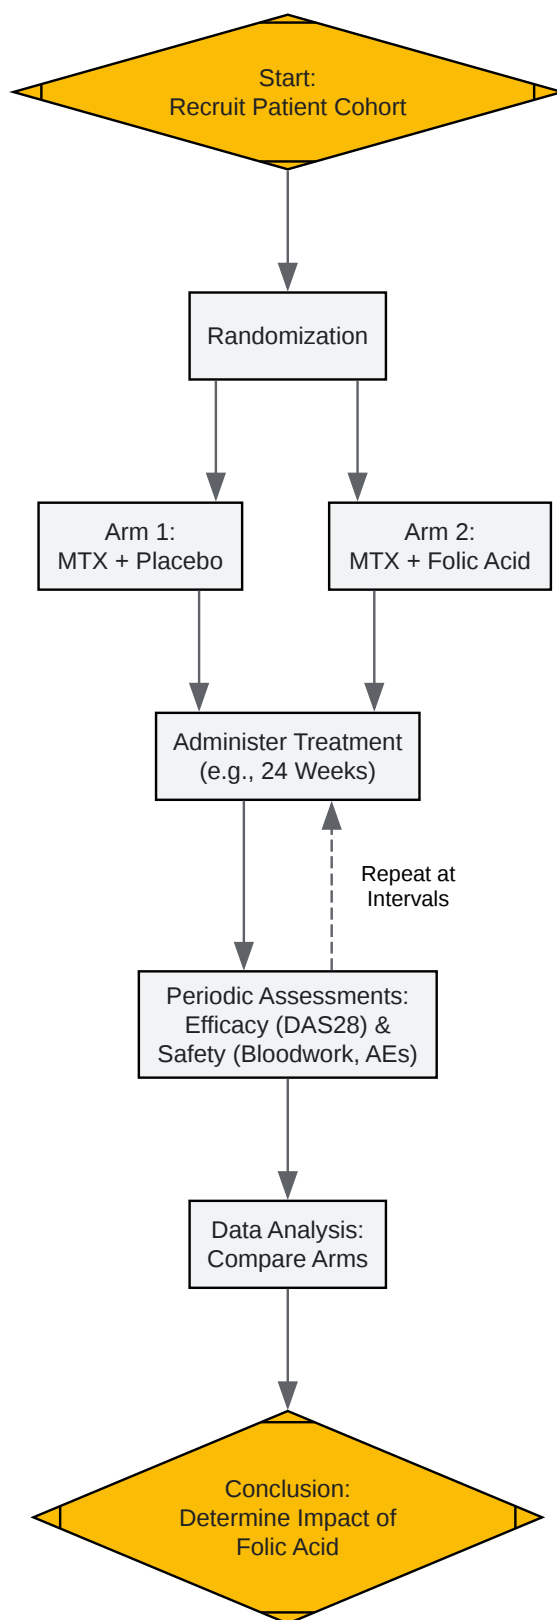 Start:
Recruit Patient Cohort
Randomization
Arm 1:
MTX + Placebo
Arm 2:
MTX + Folic Acid
Administer Treatment
(e.g., 24 Weeks)
Repeat at
Intervals
Periodic Assessments:
Efficacy (DAS28) &
Safety (Bloodwork, AEs)
Data Analysis:
Compare Arms
Conclusion:
Determine Impact of
Folic Acid